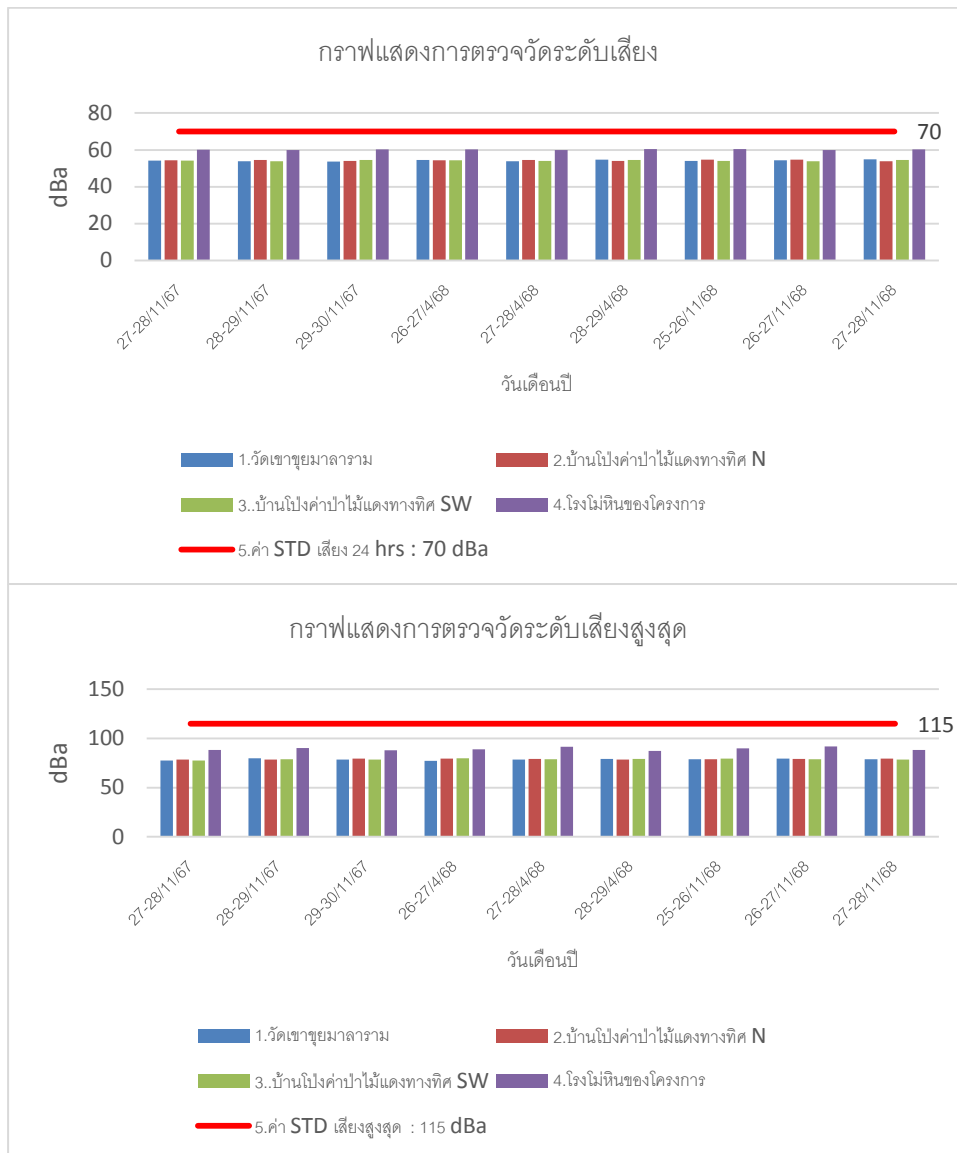 กราฟแสดงการตรวจวัดระดับเสียง
80
60
40
20
0
dBa
70
27-28/11/67
28-29/11/67
29-30/11/67
26-27/4/68
27-28/4/68
28-29/4/68
25-26/11/68
26-27/11/68
27-28/11/68
วันเดือนปี
1.วัดเขาขุยมาลาราม
2.บ้านโป่งค่าป่าไม้แดงทางทิศ N
3..บ้านโป่งค่าป่าไม้แดงทางทิศ SW
4.โรงโม่หินของโครงการ
5.ค่า STD เสียง 24 hrs : 70 dBa
กราฟแสดงการตรวจวัดระดับเสียงสูงสุด
150
100
50
0
dBa
115
27-28/11/67
28-29/11/67
29-30/11/67
26-27/4/68
27-28/4/68
28-29/4/68
25-26/11/68
26-27/11/68
27-28/11/68
วันเดือนปี
1.วัดเขาขุยมาลาราม
2.บ้านโป่งค่าป่าไม้แดงทางทิศ N
3..บ้านโป่งค่าป่าไม้แดงทางทิศ SW
4.โรงโม่หินของโครงการ
5.ค่า STD เสียงสูงสุด : 115 dBa